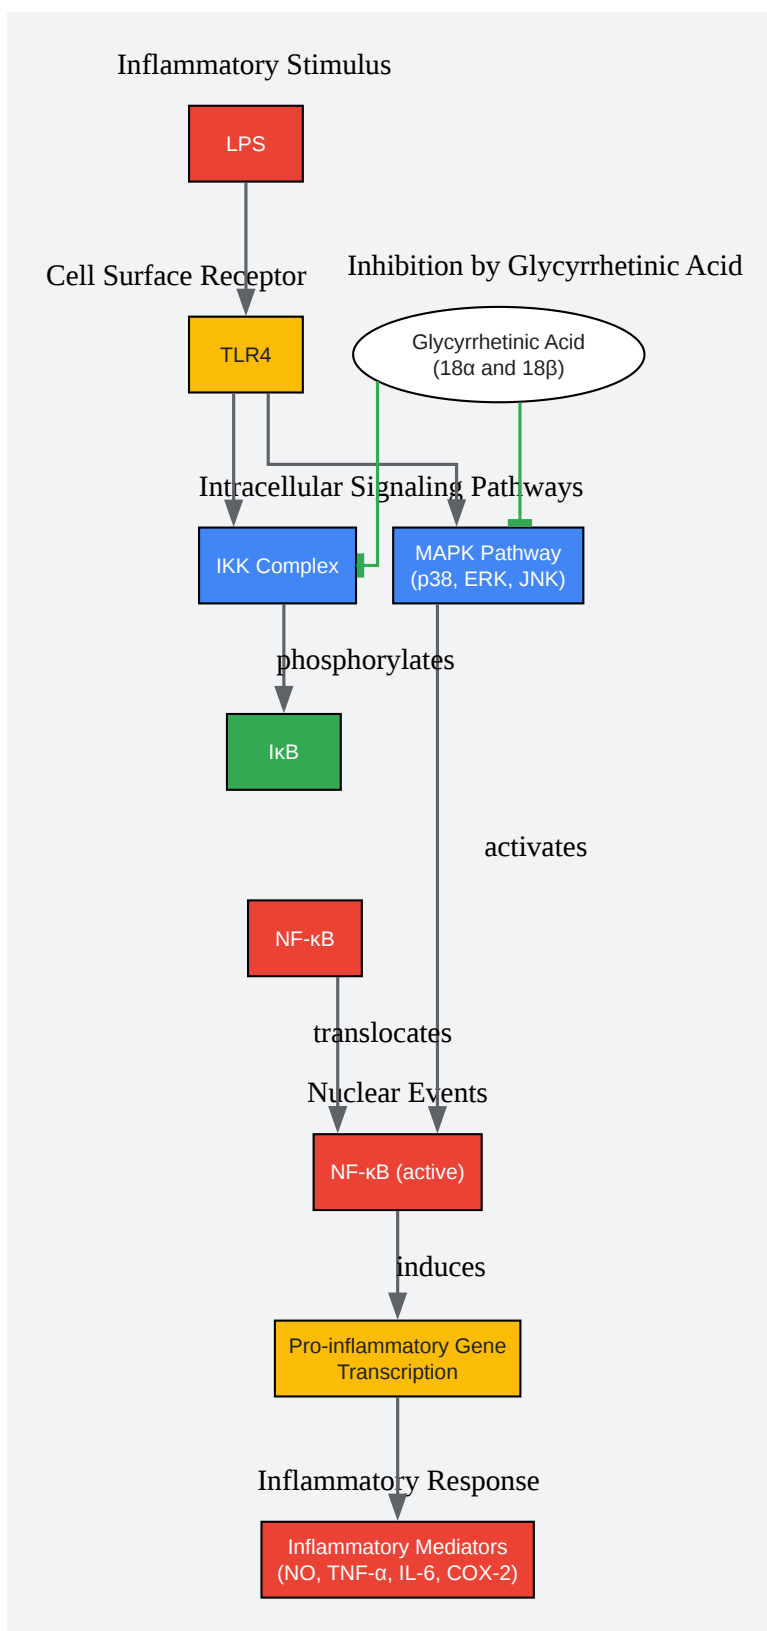 Inflammatory Stimulus
LPS
Cell Surface Receptor
Inhibition by Glycyrrhetinic Acid
TLR4
Glycyrrhetinic Acid
(18α and 18β)
Intracellular Signaling Pathways
IKK Complex
MAPK Pathway
(p38, ERK, JNK)
phosphorylates
IκB
activates
NF-κB
translocates
Nuclear Events
NF-κB (active)
induces
Pro-inflammatory Gene
Transcription
Inflammatory Response
Inflammatory Mediators
(NO, TNF-α, IL-6, COX-2)